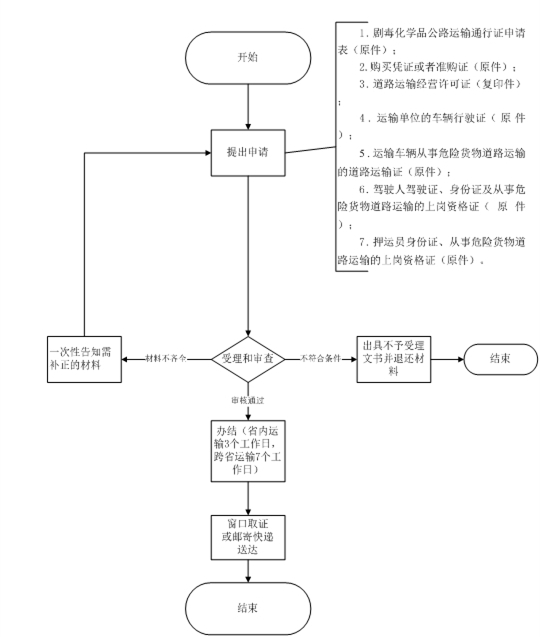 开始
1.剧毒化学品公路运输通行证申请
表（原件）；
2.购买凭证或者准购证（原件）；
3.道路运输经营许可证（复印件）
；
4.运输单位的车辆行驶证（原件
）；
5.运输车辆从事危险货物道路运输
的道路运输证（原件）；
6.驾驶人驾驶证、身份证及从事危
险货物道路运输的上岗资格证（原件
）；
7.押运员身份证、从事危险货物道
路运输的上岗资格证（原件）。
提出申请
一次性告知需
补正的材料
材料不齐全
受理和审查
不符合条件
出具不予受理
文书并退还材
料
结束
审核通过
办结（省内运
输3个工作日，
跨省运输7个工
作日）
窗口取证
或邮寄快递
送达
结束